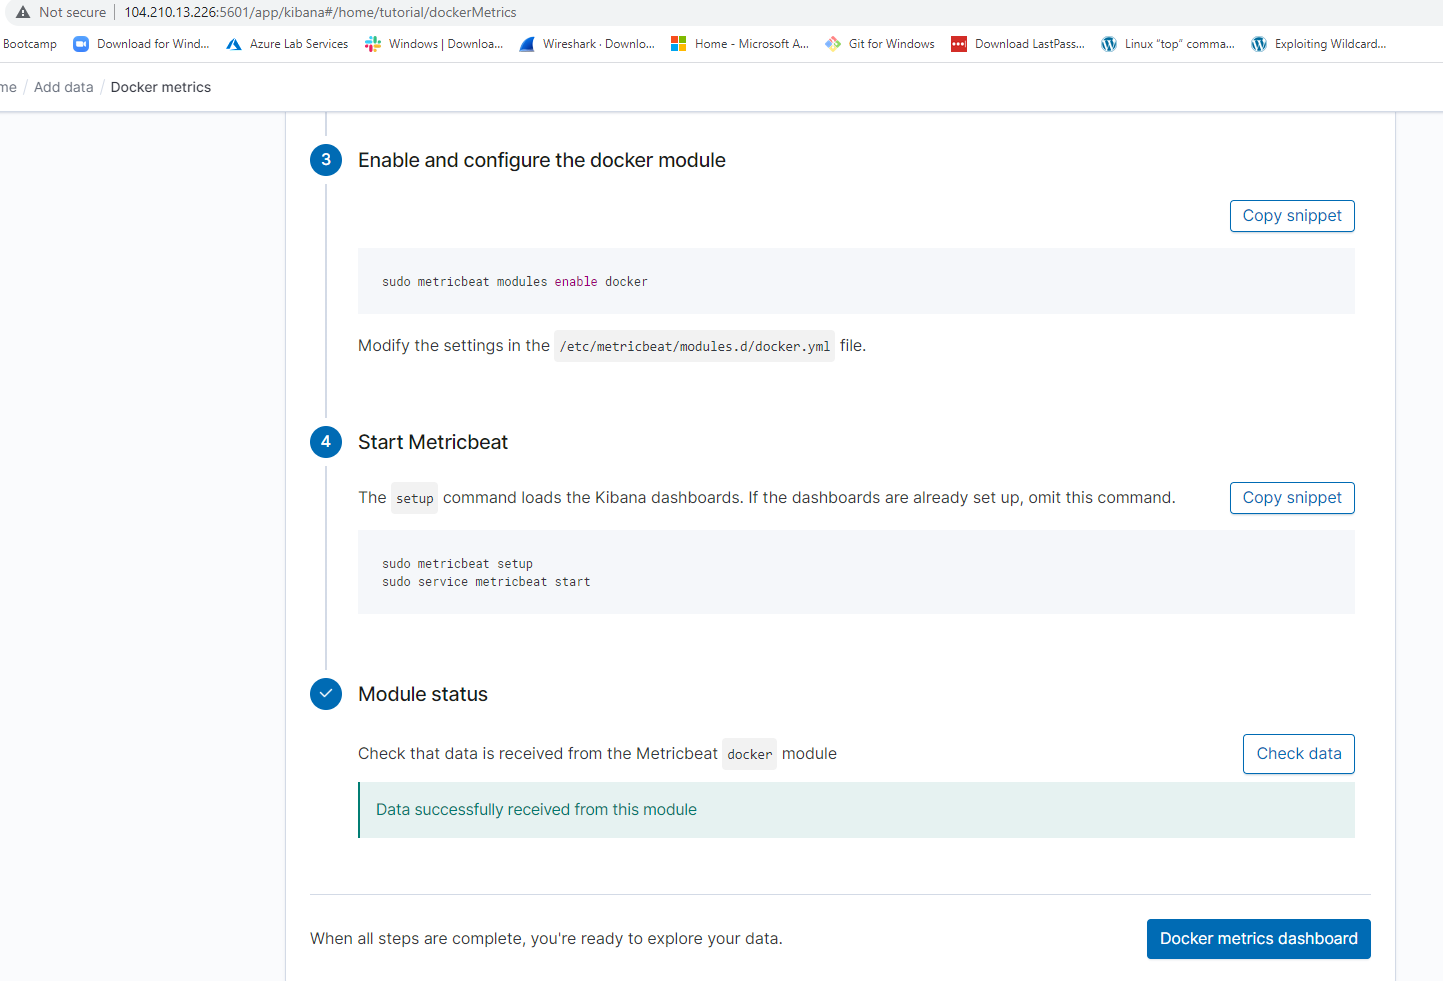 Not secure | 104.210.13.226:5601/app/kibana#/home/tutorial/dockerMetrics
Bootcamp Download for Wind... Azure Lab Services Windows | Downloa... Wireshark · Downlo... Home - Microsoft A... Git for Windows Download LastPass... Linux “top” comma... Exploiting Wildcard...
me / Add data / Docker metrics
3 Enable and configure the docker module
Copy snippet
sudo metricbeat modules enable docker
Modify the settings in the /etc/metricbeat/modules.d/docker.yml file.
4 Start Metricbeat
The setup command loads the Kibana dashboards. If the dashboards are already set up, omit this command.
Copy snippet
sudo metricbeat setup
sudo service metricbeat start
Module status
Check that data is received from the Metricbeat docker module
Check data
Data successfully received from this module
When all steps are complete, you're ready to explore your data.
Docker metrics dashboard